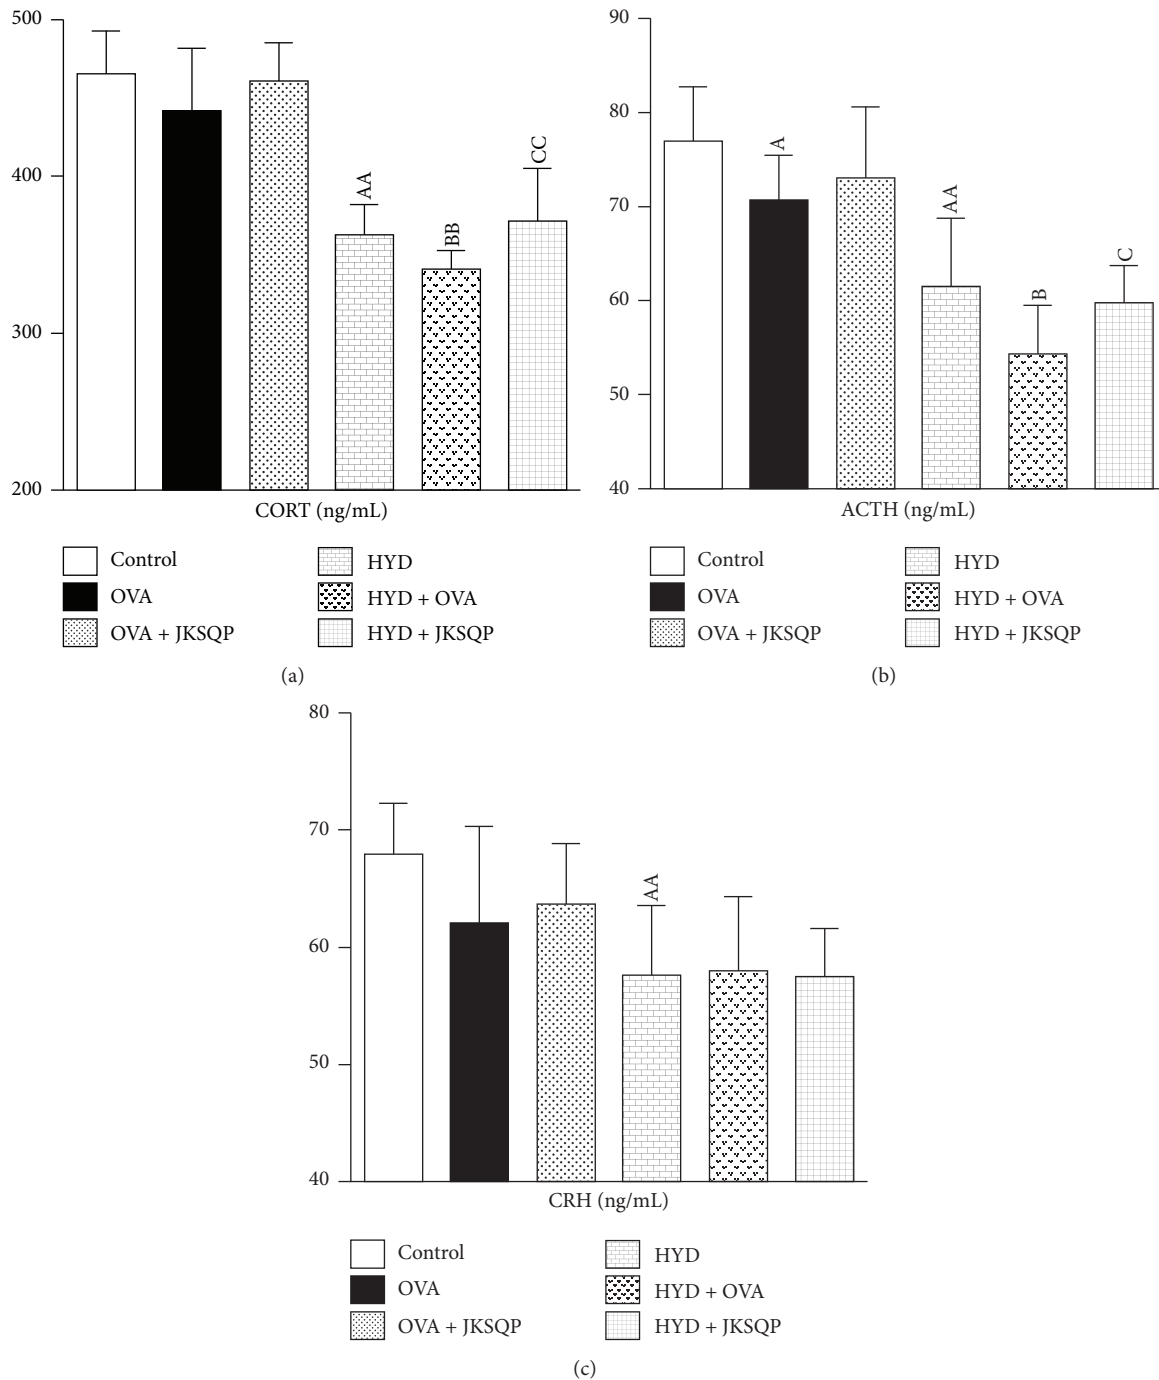 500
400
300
200
AA
BB
CC
CORT (ng/mL)
Control
OVA
OVA + JKSQP
HYD
HYD + OVA
HYD + JKSQP
(a)
90
80
70
60
50
40
A
AA
B
C
ACTH (ng/mL)
Control
OVA
OVA + JKSQP
HYD
HYD + OVA
HYD + JKSQP
(b)
80
70
60
50
40
AA
CRH (ng/mL)
Control
OVA
OVA + JKSQP
HYD
HYD + OVA
HYD + JKSQP
(c)